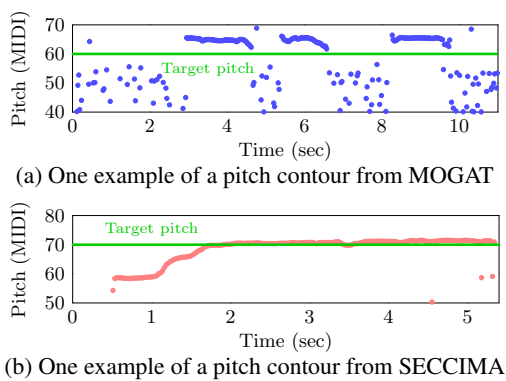 70
60
50
40
Pitch (MIDI)
Target pitch
0 2 4 6 8 10
Time (sec)
(a) One example of a pitch contour from MOGAT
80
70
60
50
Pitch (MIDI)
Target pitch
0 1 2 3 4 5
Time (sec)
(b) One example of a pitch contour from SECCIMA